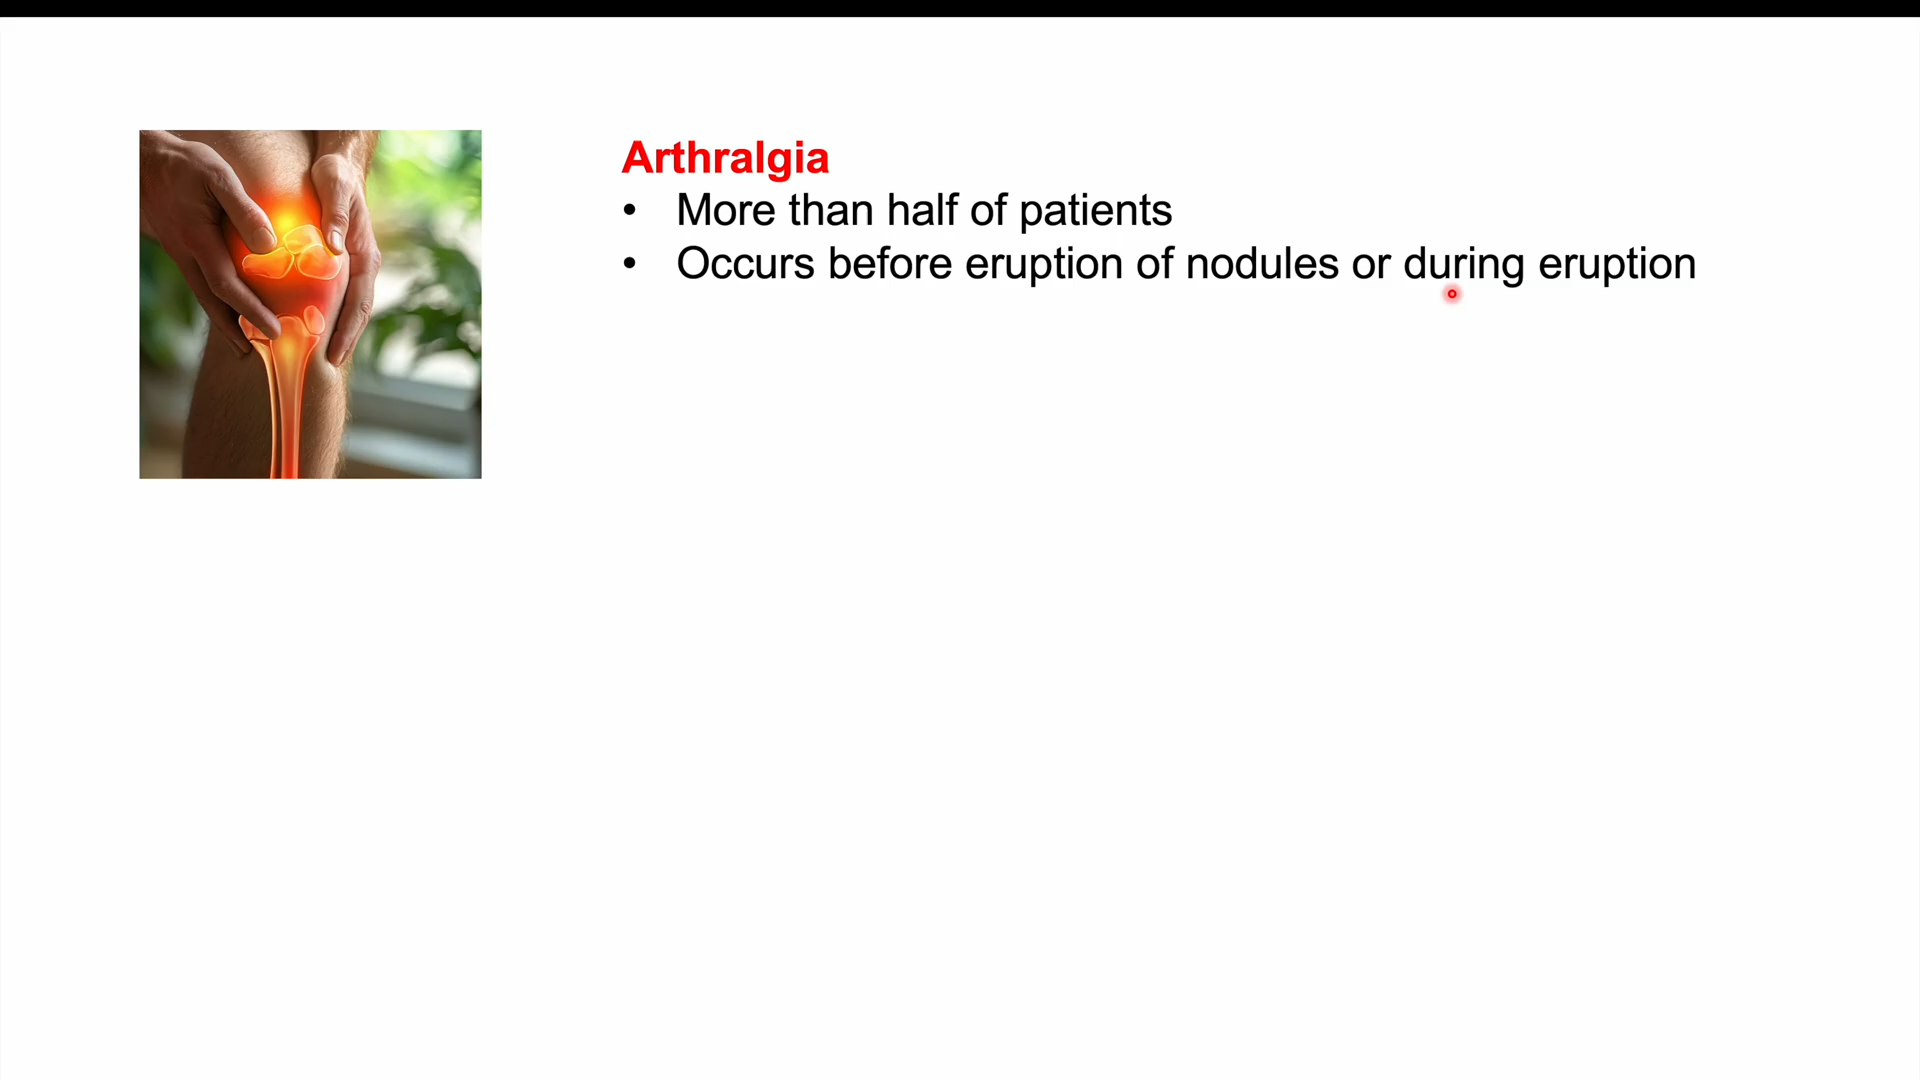 Arthralgia
• More than half of patients
• Occurs before eruption of nodules or during eruption